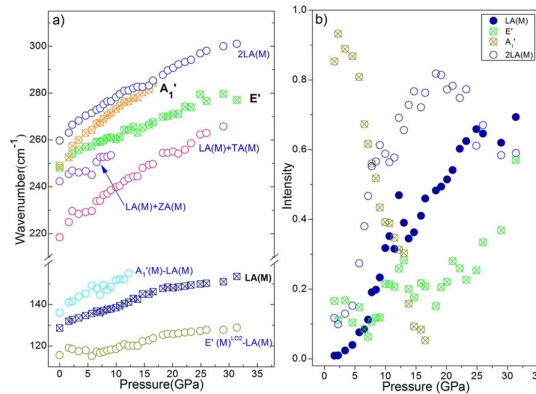 a)
300
280
260
240
220
140
120
Wavenumber(cm⁻¹)
2LA(M)
A₁'
E'
LA(M)+TA(M)
LA(M)+ZA(M)
A₁'(M)-LA(M)
LA(M)
E' (M)ᴸᴼ²-LA(M)
0 5 10 15 20 25 30 35
Pressure(GPa)
b)
LA(M)
E'
A₁'
2LA(M)
1.0
0.8
0.6
0.4
0.2
0.0
Intensity
0 5 10 15 20 25 30
Pressure (GPa)